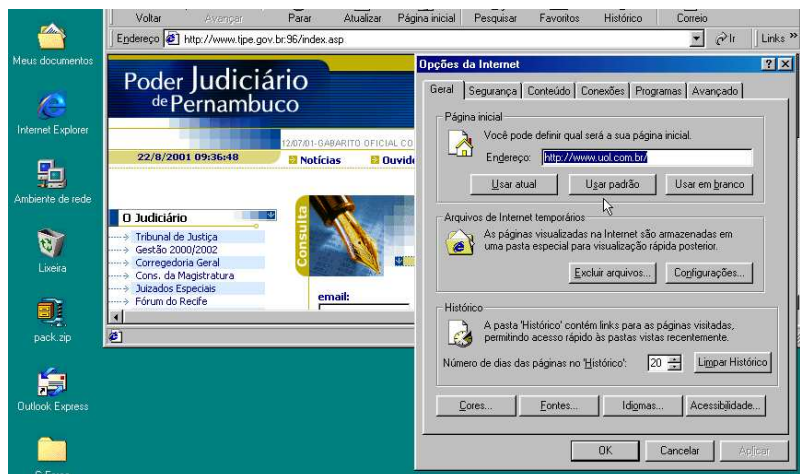 Voltar Avançar Parar Atualizar Página inicial Pesquisar Favoritos Histórico Correio
Endereço http://www.tjpe.gov.br:96/index.asp Ir Links »
Meus documentos
Internet Explorer
Ambiente de rede
Lixeira
pack.zip
Outlook Express
Poder Judiciário
de Pernambuco
12/07/01-GABARITO OFICIAL CO
22/8/2001 09:36:48 Notícias Ouvid
O Judiciário
Tribunal de Justiça
Gestão 2000/2002
Corregedoria Geral
Cons. da Magistratura
Juizados Especiais
Fórum do Recife
Consulta
email:
Opções da Internet
Geral Segurança Conteúdo Conexões Programas Avançado
Página inicial
Você pode definir qual será a sua página inicial.
Endereço: http://www.uol.com.br/
Usar atual Usar padrão Usar em branco
Arquivos de Internet temporários
As páginas visualizadas na Internet são armazenadas em
uma pasta especial para visualização rápida posterior.
Excluir arquivos... Configurações...
Histórico
A pasta 'Histórico' contém links para as páginas visitadas,
permitindo acesso rápido às pastas vistas recentemente.
Número de dias das páginas no 'Histórico': 20 Limpar Histórico
Cores... Fontes... Idiomas... Acessibilidade...
OK Cancelar Aplicar